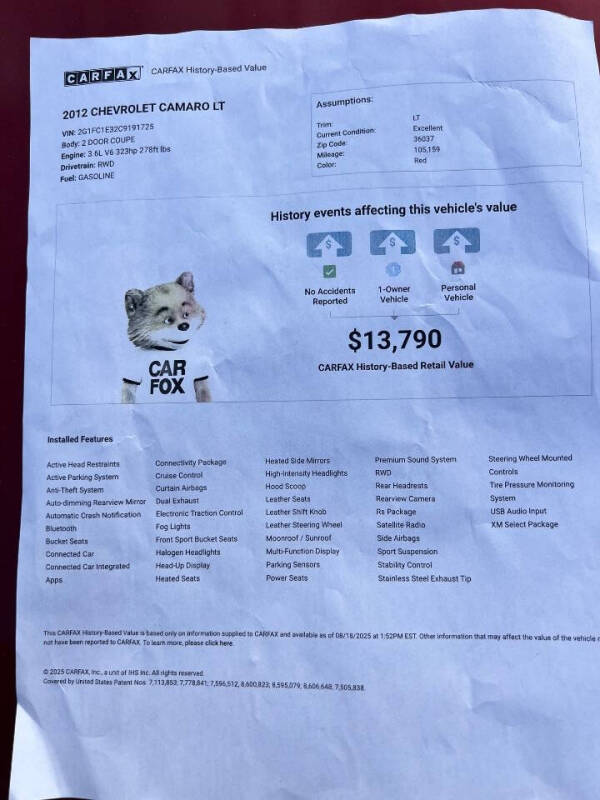 CARFAX CARFAX History-Based Value
2012 CHEVROLET CAMARO LT
VIN: 2G1FC1E32C9191725
Body: 2 DOOR COUPE
Engine: 3.6L V6 323hp 278ft lbs
Drivetrain: RWD
Fuel: GASOLINE
Assumptions:
Trim: LT
Current Condition: Excellent
Zip Code: 36037
Mileage: 105,159
Color: Red
History events affecting this vehicle's value
$ $ $
No Accidents
Reported
1-Owner
Vehicle
Personal
Vehicle
$13,790
CARFAX History-Based Retail Value
CAR
FOX
Installed Features
Active Head Restraints
Active Parking System
Anti-Theft System
Auto-dimming Rearview Mirror
Automatic Crash Notification
Bluetooth
Bucket Seats
Connected Car
Connected Car Integrated
Apps
Connectivity Package
Cruise Control
Curtain Airbags
Dual Exhaust
Electronic Traction Control
Fog Lights
Front Sport Bucket Seats
Halogen Headlights
Head-Up Display
Heated Seats
Heated Side Mirrors
High-Intensity Headlights
Hood Scoop
Leather Seats
Leather Shift Knob
Leather Steering Wheel
Moonroof / Sunroof
Multi-Function Display
Parking Sensors
Power Seats
Premium Sound System
RWD
Rear Headrests
Rearview Camera
Rs Package
Satellite Radio
Side Airbags
Sport Suspension
Stability Control
Stainless Steel Exhaust Tip
Steering Wheel Mounted
Controls
Tire Pressure Monitoring
System
USB Audio Input
XM Select Package
This CARFAX History-Based Value is based only on information supplied to CARFAX and available as of 08/18/2025 at 1:52PM EST. Other information that may affect the value of the vehicle
not have been reported to CARFAX. To learn more, please click here.
© 2025 CARFAX, Inc., a unit of IHS Inc. All rights reserved.
Covered by United States Patent Nos. 7,113,853; 7,778,841; 7,596,512, 8,600,823; 8,595,079; 8,606,648; 7,505,838.